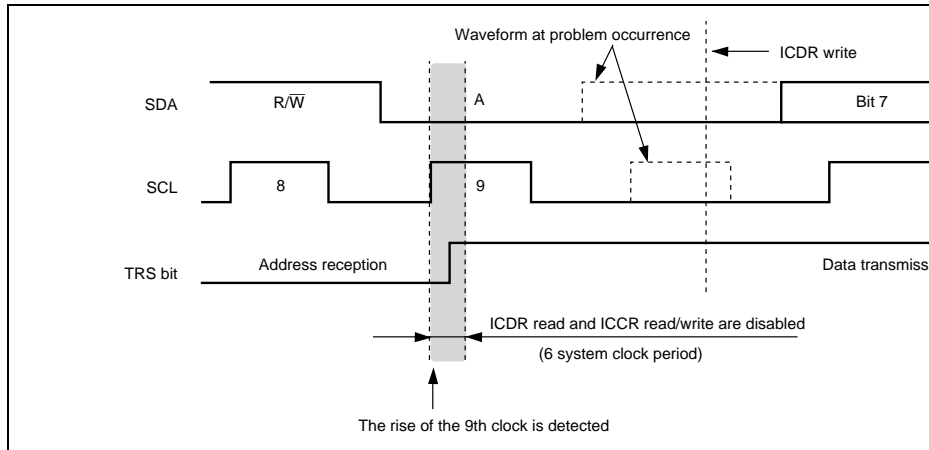 Waveform at problem occurrence
ICDR write
SDA
R/W̅
A
Bit 7
SCL
8
9
TRS bit
Address reception
Data transmiss
ICDR read and ICCR read/write are disabled
(6 system clock period)
The rise of the 9th clock is detected